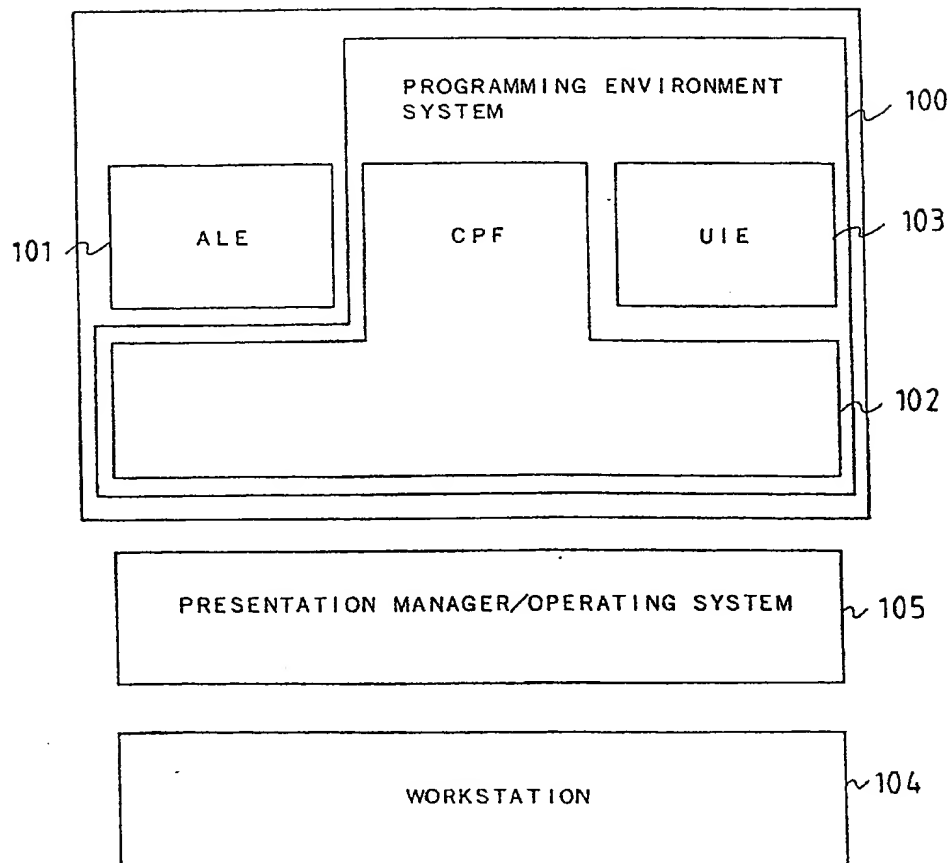 PROGRAMMING ENVIRONMENT
SYSTEM
100
101
ALE
CPF
UIE
103
102
PRESENTATION MANAGER/OPERATING SYSTEM
105
WORKSTATION
104